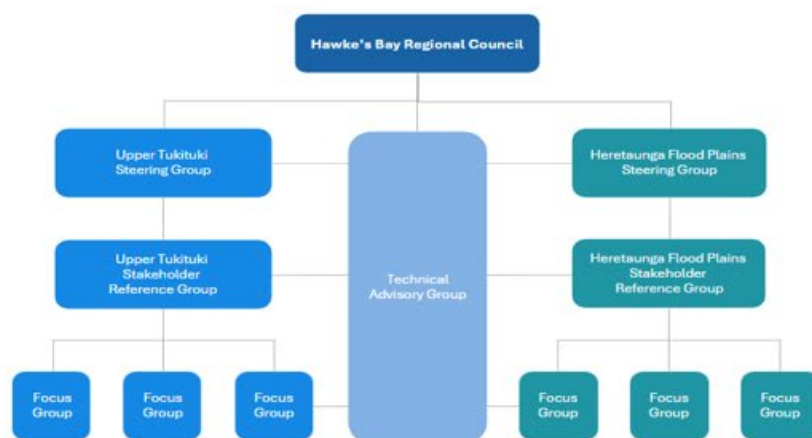 Hawke's Bay Regional Council
Upper Tukituki
Steering Group
Heretaunga Flood Plains
Steering Group
Upper Tukituki
Stakeholder
Reference Group
Technical
Advisory Group
Heretaunga Flood Plains
Stakeholder
Reference Group
Focus
Group
Focus
Group
Focus
Group
Focus
Group
Focus
Group
Focus
Group